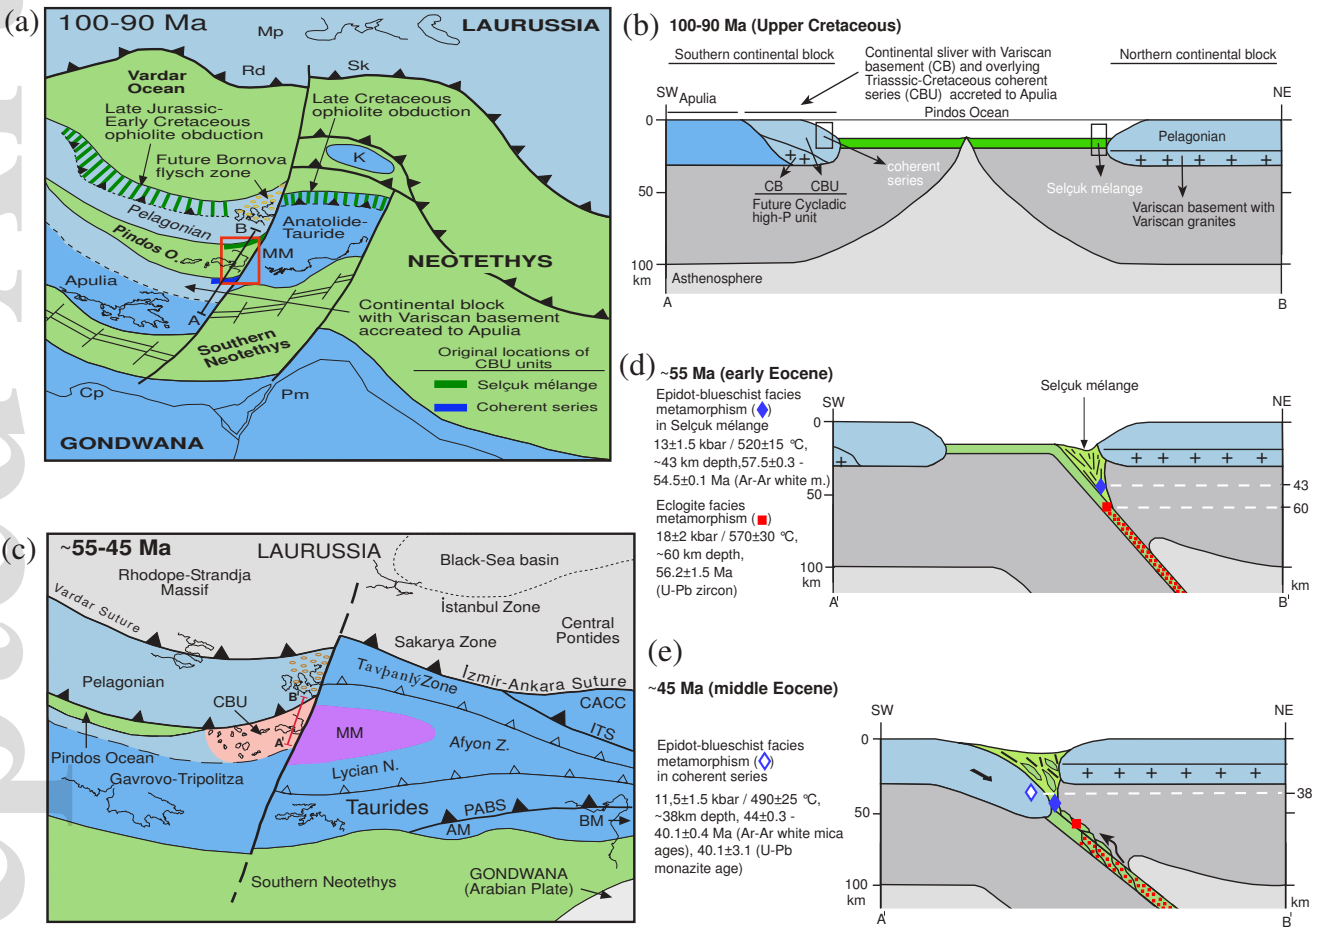 (a)
100-90 Ma
Mp
LAURUSSIA
Rd
Sk
Vardar
Ocean
Late Jurassic-
Early Cretaceous
ophiolite obduction
Late Cretaceous
ophiolite obduction
Future Bornova
flysch zone
K
Pelagonian
B
Anatolide-
Tauride
Pindos O.
MM
NEOTETHYS
Apulia
A
Continental block
with Variscan basement
accreated to Apulia
Southern
Neotethys
Original locations of
CBU units
Selçuk mélange
Coherent series
Cp
Pm
GONDWANA
(b)
100-90 Ma (Upper Cretaceous)
Southern continental block
Continental sliver with Variscan
basement (CB) and overlying
Triasssic-Cretaceous coherent
series (CBU) accreted to Apulia
Northern continental block
SW
Apulia
Pindos Ocean
NE
0
Pelagonian
coherent
series
CB
CBU
Future Cycladic
high-P unit
Selçuk mélange
Variscan basement with
Variscan granites
50
100
km
Asthenosphere
A
B
(c)
~55-45 Ma
LAURUSSIA
Rhodope-Strandja
Massif
Black-Sea basin
Vardar Suture
İstanbul Zone
Central
Pontides
Sakarya Zone
Pelagonian
Tavþanlý Zone
İzmir-Ankara Suture
CBU
B'
CACC
ITS
A'
MM
Afyon Z.
Pindos Ocean
Gavrovo-Tripolitza
Lycian N.
Taurides
PABS
AM
BM
Southern Neotethys
GONDWANA
(Arabian Plate)
(d)
~55 Ma (early Eocene)
Epidot-blueschist facies
metamorphism ( )
in Selçuk mélange
13±1.5 kbar / 520±15 °C,
~43 km depth,57.5±0.3 -
54.5±0.1 Ma (Ar-Ar white m.)
Eclogite facies
metamorphism ( )
18±2 kbar / 570±30 °C,
~60 km depth,
56.2±1.5 Ma
(U-Pb zircon)
Selçuk mélange
SW
NE
0
43
50
60
100
km
km
A'
B'
(e)
~45 Ma (middle Eocene)
SW
NE
0
Epidot-blueschist facies
metamorphism ( )
in coherent series
11,5±1.5 kbar / 490±25 °C,
~38km depth, 44±0.3 -
40.1±0.4 Ma (Ar-Ar white mica
ages), 40.1±3.1 (U-Pb
monazite age)
38
50
100
km
km
A'
B'